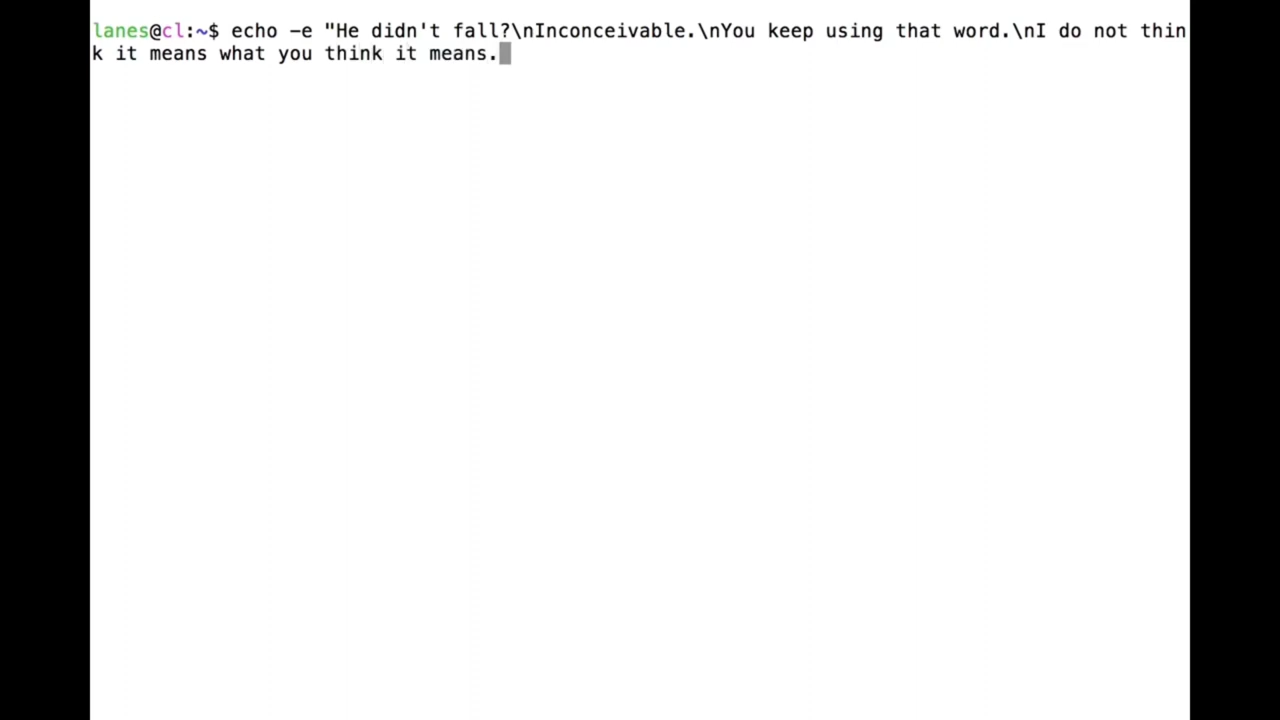 lanes@cl:~$ echo -e "He didn't fall?\nInconceivable.\nYou keep using that word.\nI do not thin
k it means what you think it means.